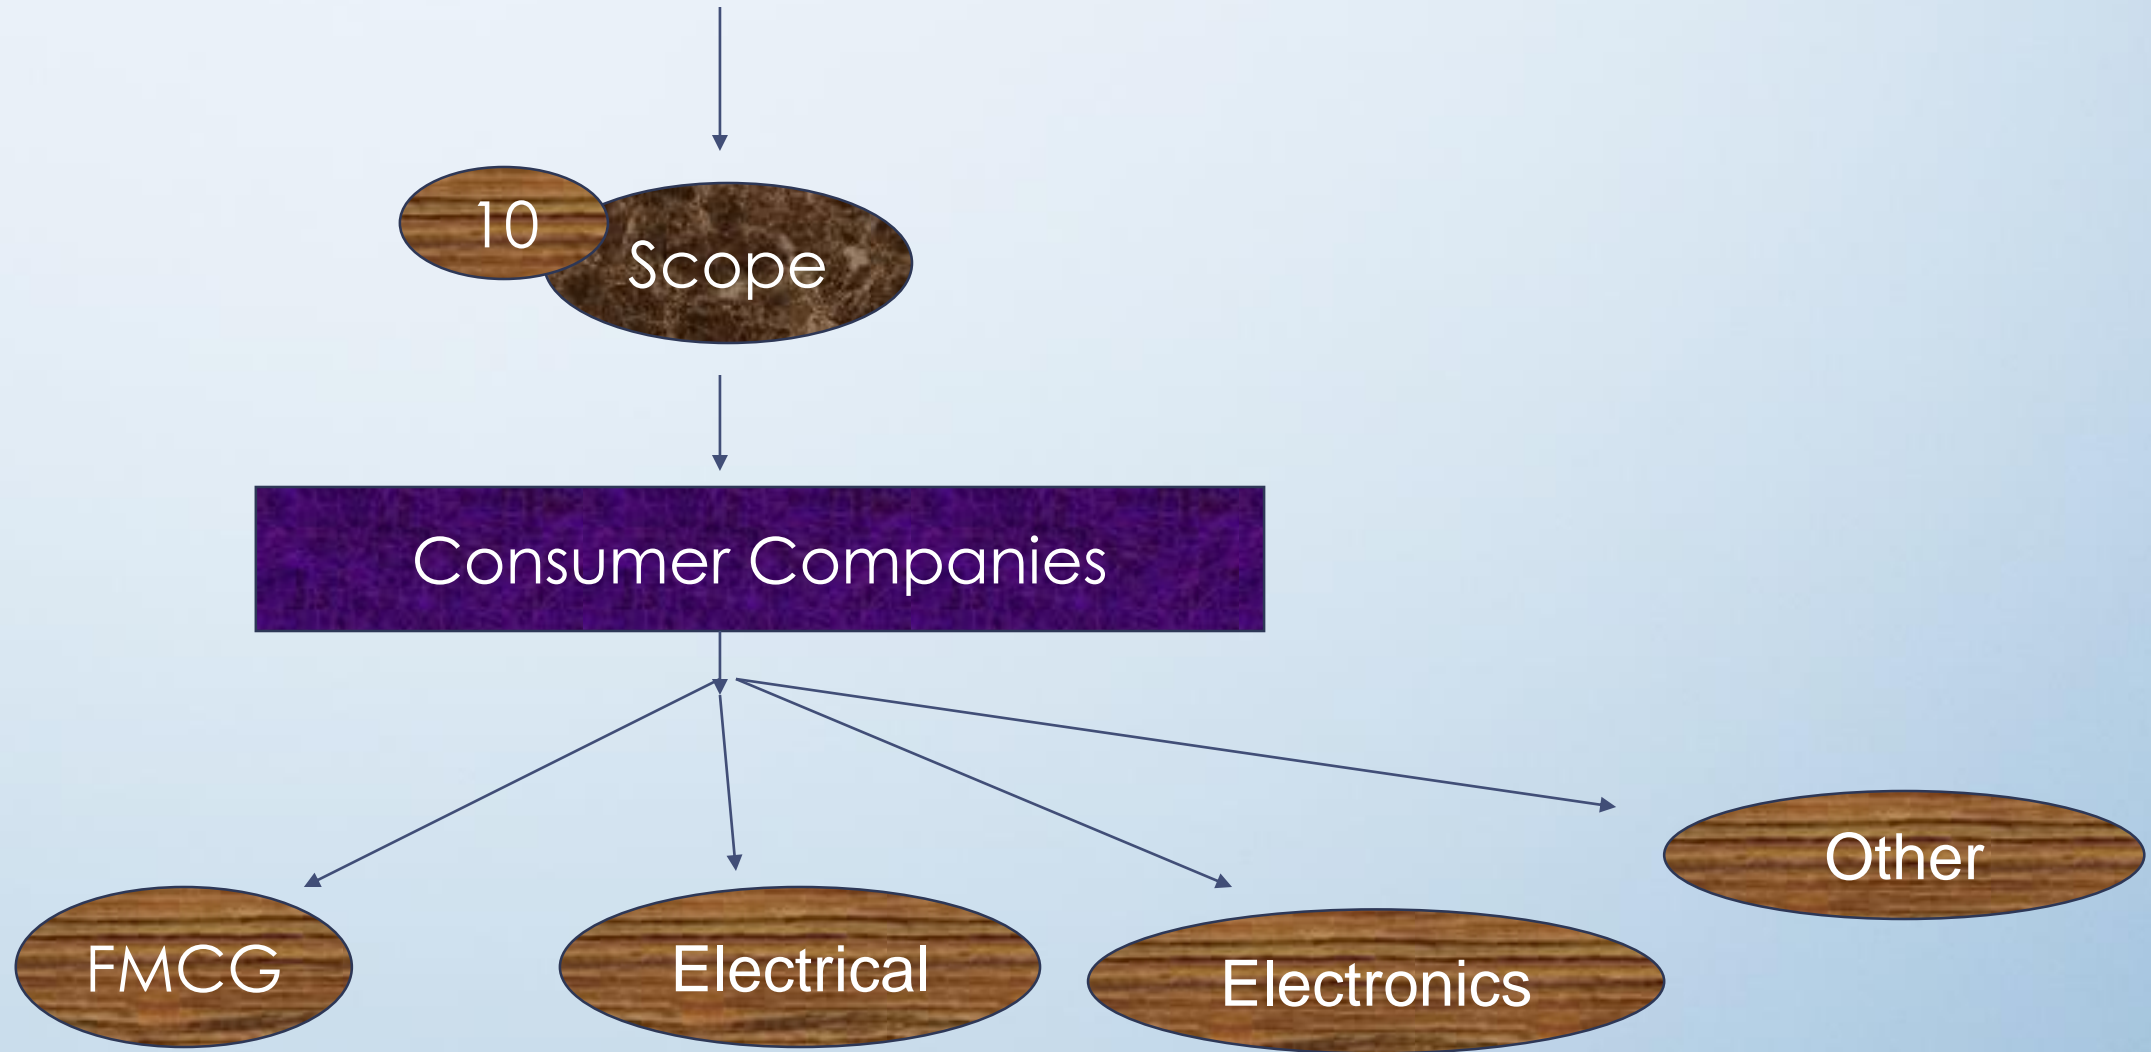 10
Scope
Consumer Companies
Other
FMCG
Electrical
Electronics